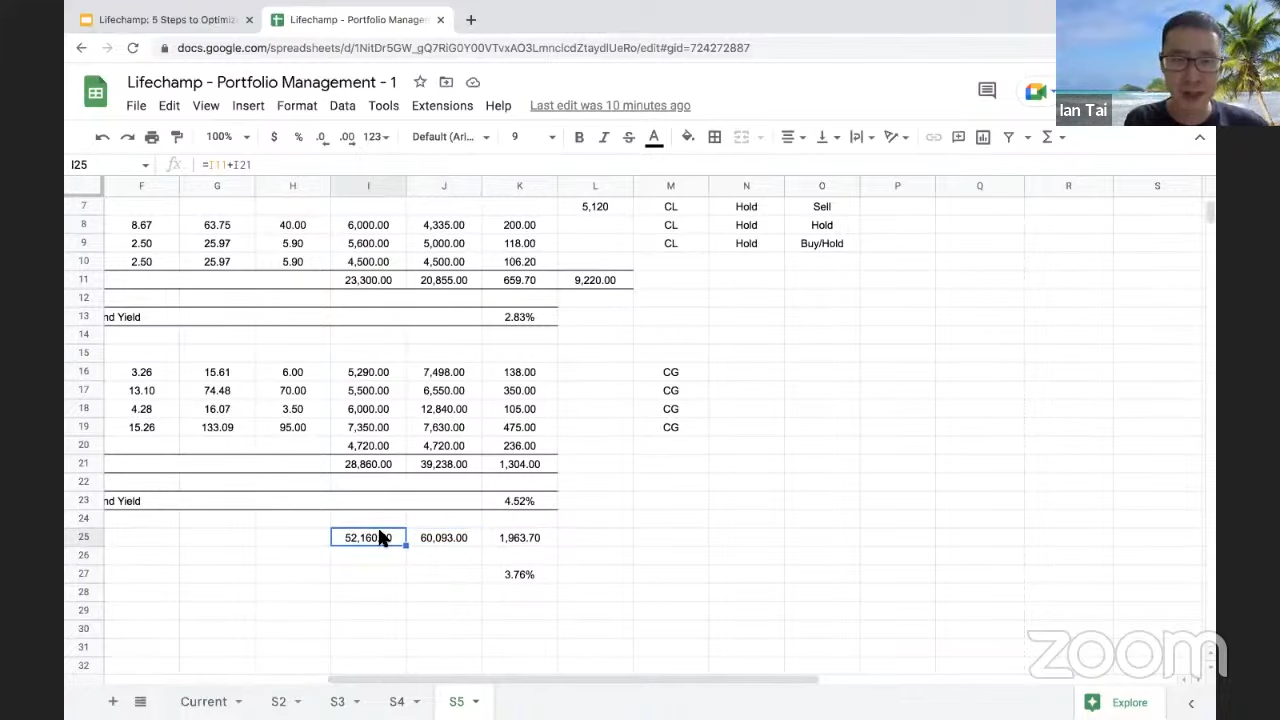 Lifechamp: 5 Steps to Optimiz
Lifechamp - Portfolio Managemen
docs.google.com/spreadsheets/d/1NitDr5GW_gQ7RiG0Y00VTvxAO3LmncIcdZtaydlUeRo/edit#gid=724272887
Lifechamp - Portfolio Management - 1
File Edit View Insert Format Data Tools Extensions Help Last edit was 10 minutes ago
Ian Tai
100% $ % .0 .00 123 Default (Ari... 9 B I S A
I25 fx =I11+I21
F G H I J K L M N O P Q R S
7 5,120 CL Hold Sell
8 8.67 63.75 40.00 6,000.00 4,335.00 200.00 CL Hold Hold
9 2.50 25.97 5.90 5,600.00 5,000.00 118.00 CL Hold Buy/Hold
10 2.50 25.97 5.90 4,500.00 4,500.00 106.20
11 23,300.00 20,855.00 659.70 9,220.00
12
13 nd Yield 2.83%
14
15
16 3.26 15.61 6.00 5,290.00 7,498.00 138.00 CG
17 13.10 74.48 70.00 5,500.00 6,550.00 350.00 CG
18 4.28 16.07 3.50 6,000.00 12,840.00 105.00 CG
19 15.26 133.09 95.00 7,350.00 7,630.00 475.00 CG
20 4,720.00 4,720.00 236.00
21 28,860.00 39,238.00 1,304.00
22
23 nd Yield 4.52%
24
25 52,160.00 60,093.00 1,963.70
26
27 3.76%
28
29
30
31
32
zoom
Current S2 S3 S4 S5 Explore